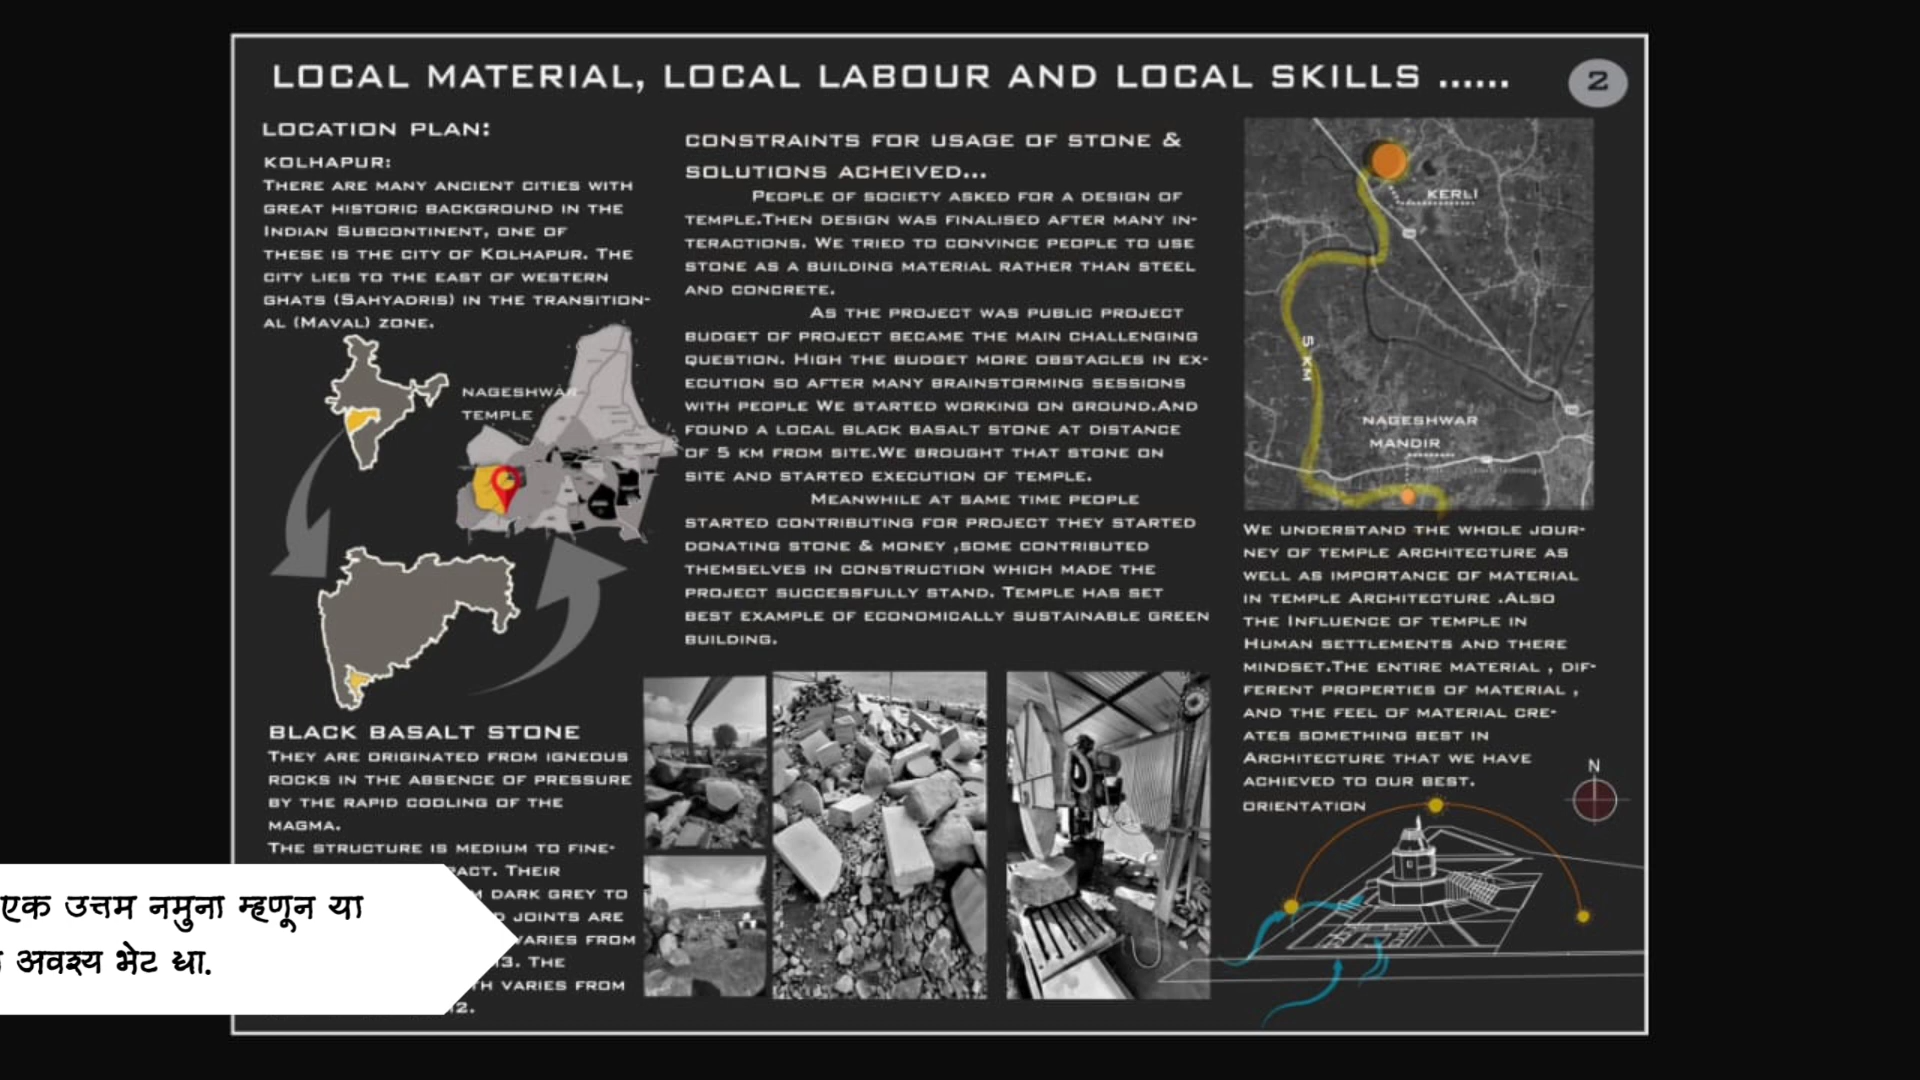 LOCAL MATERIAL, LOCAL LABOUR AND LOCAL SKILLS ......
2
LOCATION PLAN:
KOLHAPUR:
THERE ARE MANY ANCIENT CITIES WITH
GREAT HISTORIC BACKGROUND IN THE
INDIAN SUBCONTINENT, ONE OF
THESE IS THE CITY OF KOLHAPUR. THE
CITY LIES TO THE EAST OF WESTERN
GHATS (SAHYADRIS) IN THE TRANSITION-
AL (MAVAL) ZONE.
NAGESHWAR
TEMPLE
BLACK BASALT STONE
THEY ARE ORIGINATED FROM IGNEOUS
ROCKS IN THE ABSENCE OF PRESSURE
BY THE RAPID COOLING OF THE
MAGMA.
THE STRUCTURE IS MEDIUM TO FINE-
PACT. THEIR
DARK GREY TO
JOINTS ARE
VARIES FROM
13. THE
TH VARIES FROM
12.
एक उत्तम नमुना म्हणून या
अवश्य भेट द्या.
CONSTRAINTS FOR USAGE OF STONE &
SOLUTIONS ACHEIVED...
PEOPLE OF SOCIETY ASKED FOR A DESIGN OF
TEMPLE.THEN DESIGN WAS FINALISED AFTER MANY IN-
TERACTIONS. WE TRIED TO CONVINCE PEOPLE TO USE
STONE AS A BUILDING MATERIAL RATHER THAN STEEL
AND CONCRETE.
AS THE PROJECT WAS PUBLIC PROJECT
BUDGET OF PROJECT BECAME THE MAIN CHALLENGING
QUESTION. HIGH THE BUDGET MORE OBSTACLES IN EX-
ECUTION SO AFTER MANY BRAINSTORMING SESSIONS
WITH PEOPLE WE STARTED WORKING ON GROUND.AND
FOUND A LOCAL BLACK BASALT STONE AT DISTANCE
OF 5 KM FROM SITE.WE BROUGHT THAT STONE ON
SITE AND STARTED EXECUTION OF TEMPLE.
MEANWHILE AT SAME TIME PEOPLE
STARTED CONTRIBUTING FOR PROJECT THEY STARTED
DONATING STONE & MONEY ,SOME CONTRIBUTED
THEMSELVES IN CONSTRUCTION WHICH MADE THE
PROJECT SUCCESSFULLY STAND. TEMPLE HAS SET
BEST EXAMPLE OF ECONOMICALLY SUSTAINABLE GREEN
BUILDING.
KERLI
5 KM
NAGESHWAR
MANDIR
WE UNDERSTAND THE WHOLE JOUR-
NEY OF TEMPLE ARCHITECTURE AS
WELL AS IMPORTANCE OF MATERIAL
IN TEMPLE ARCHITECTURE .ALSO
THE INFLUENCE OF TEMPLE IN
HUMAN SETTLEMENTS AND THERE
MINDSET.THE ENTIRE MATERIAL , DIF-
FERENT PROPERTIES OF MATERIAL ,
AND THE FEEL OF MATERIAL CRE-
ATES SOMETHING BEST IN
ARCHITECTURE THAT WE HAVE
ACHIEVED TO OUR BEST.
ORIENTATION
N